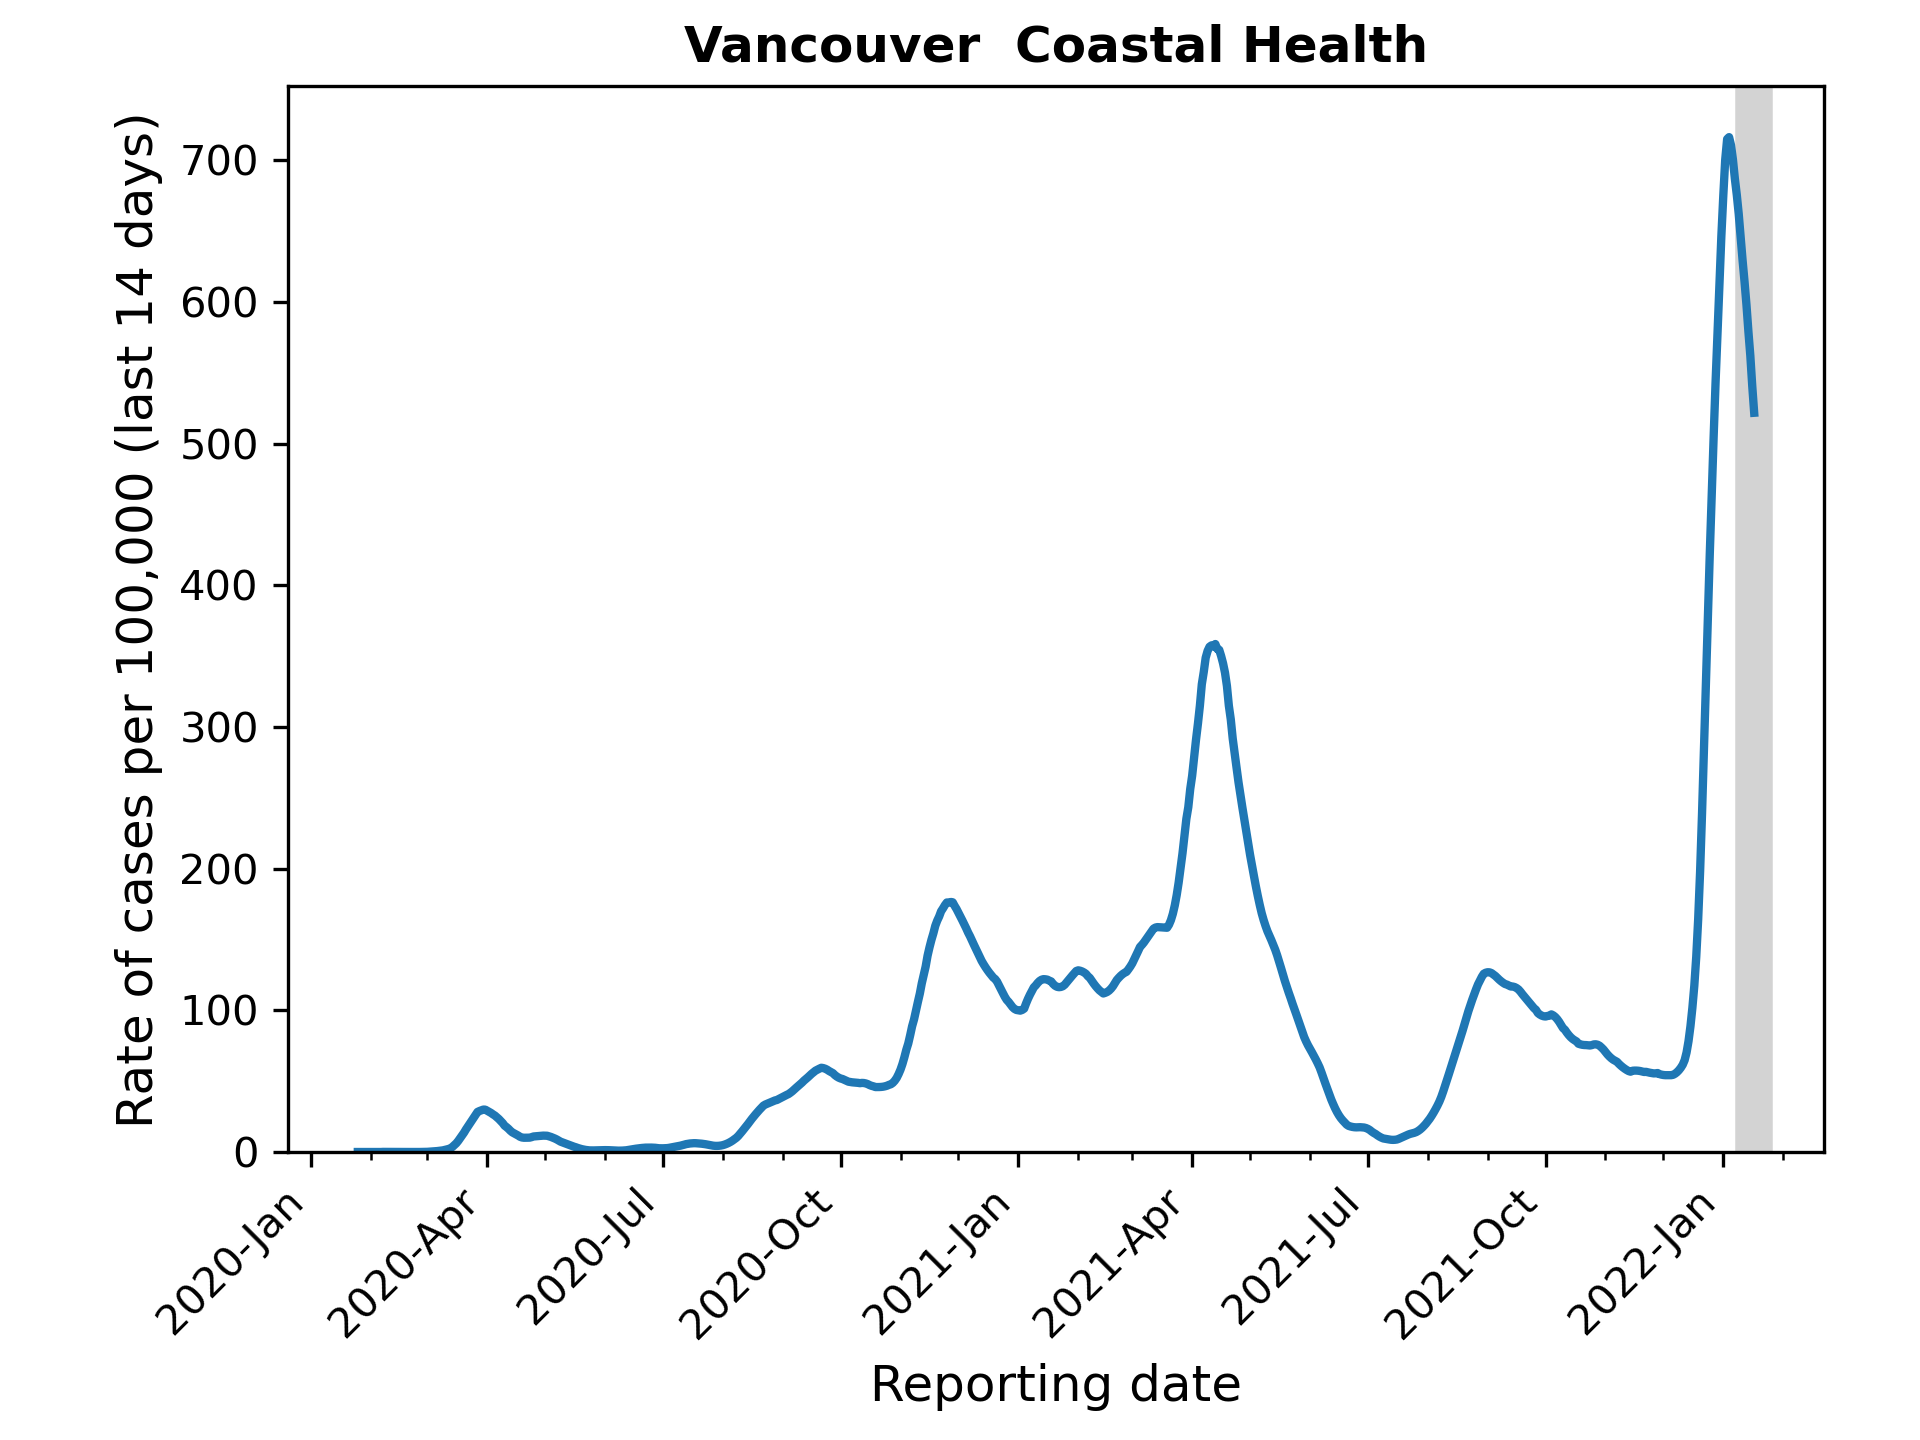 Vancouver  Coastal Health
Rate of cases per 100,000 (last 14 days)
700
600
500
400
300
200
100
0
2020-Jan
2020-Apr
2020-Jul
2020-Oct
2021-Jan
2021-Apr
2021-Jul
2021-Oct
2022-Jan
Reporting date